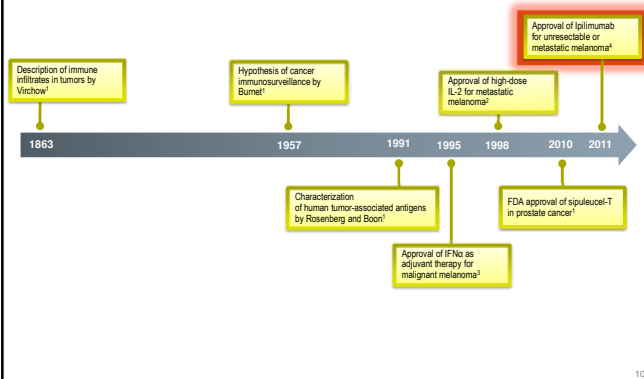 Approval of Ipilimumab
for unresectable or
metastatic melanoma⁴
Description of immune
infiltrates in tumors by
Virchow¹
Hypothesis of cancer
immunosurveillance by
Burnet¹
Approval of high-dose
IL-2 for metastatic
melanoma²
1863
1957
1991
1995
1998
2010
2011
Characterization
of human tumor-associated antigens
by Rosenberg and Boon¹
FDA approval of sipuleucel-T
in prostate cancer¹
Approval of IFNα as
adjuvant therapy for
malignant melanoma³
10